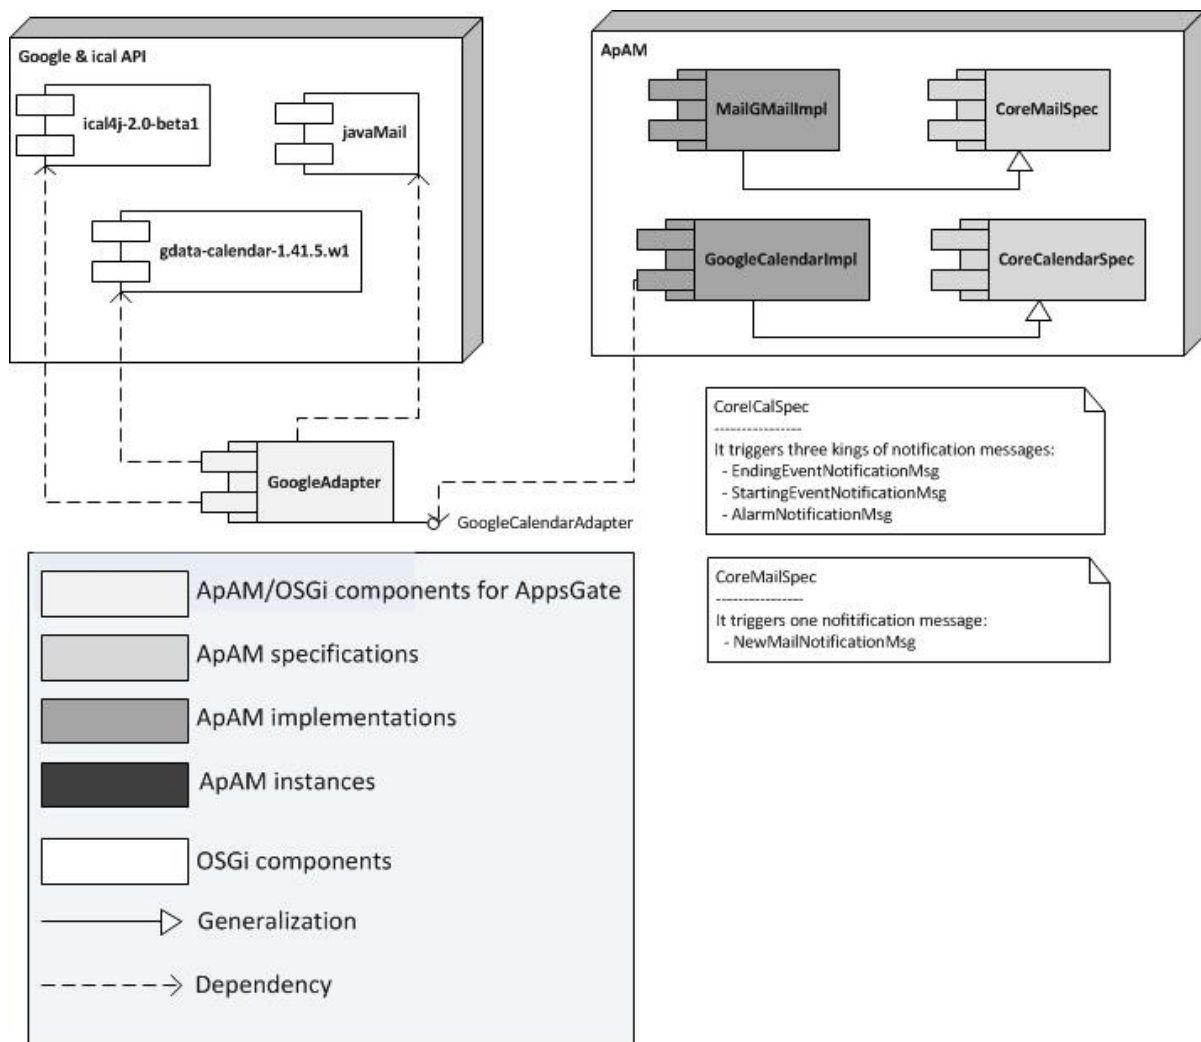 Google & ical API
ical4j-2.0-beta1
javaMail
gdata-calendar-1.41.5.w1
ApAM
MailGMailImpl
CoreMailSpec
GoogleCalendarImpl
CoreCalendarSpec
GoogleAdapter
GoogleCalendarAdapter
CoreICalSpec
----------------
It triggers three kings of notification messages:
- EndingEventNotificationMsg
- StartingEventNotificationMsg
- AlarmNotificationMsg
CoreMailSpec
----------------
It triggers one nofitification message:
- NewMailNotificationMsg
ApAM/OSGi components for AppsGate
ApAM specifications
ApAM implementations
ApAM instances
OSGi components
Generalization
Dependency